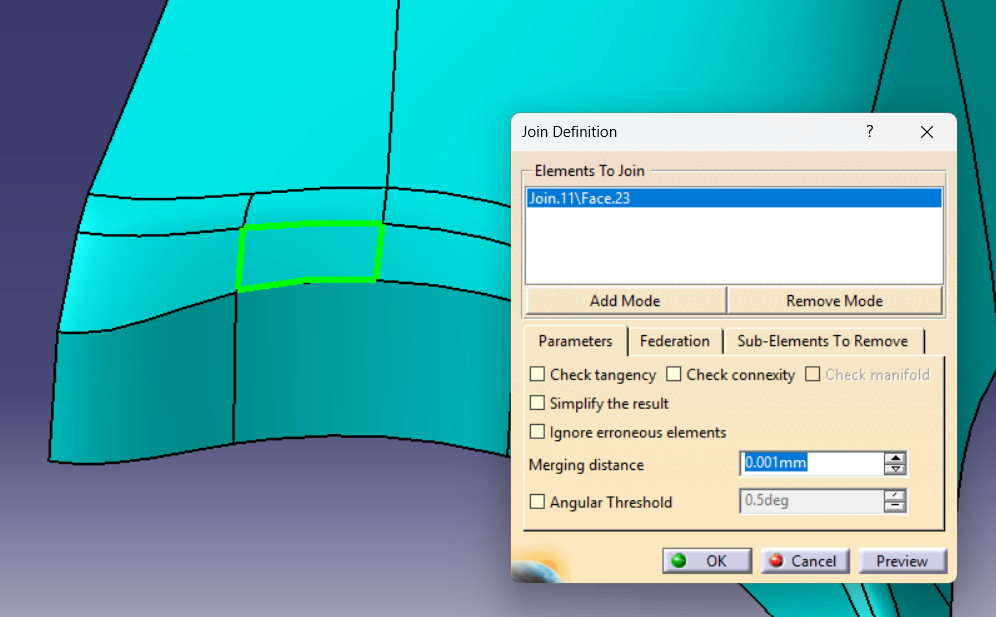 Join Definition ?
Elements To Join
Join.11\Face.23
Add Mode Remove Mode
Parameters Federation Sub-Elements To Remove
Check tangency Check connexity Check manifold
Simplify the result
Ignore erroneous elements
Merging distance 0.001mm
Angular Threshold 0.5deg
OK Cancel Preview